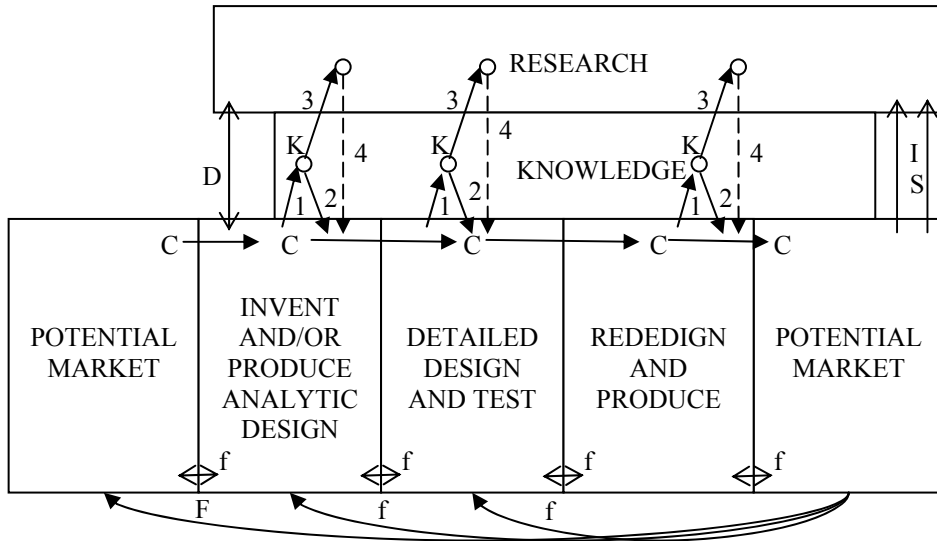 RESEARCH
3
3
3
K
4
K
4
K
4
D
KNOWLEDGE
I
S
1
2
1
2
1
2
C
C
C
C
C
POTENTIAL
MARKET
INVENT
AND/OR
PRODUCE
ANALYTIC
DESIGN
DETAILED
DESIGN
AND TEST
REDEDIGN
AND
PRODUCE
POTENTIAL
MARKET
f
f
f
f
F
f
f